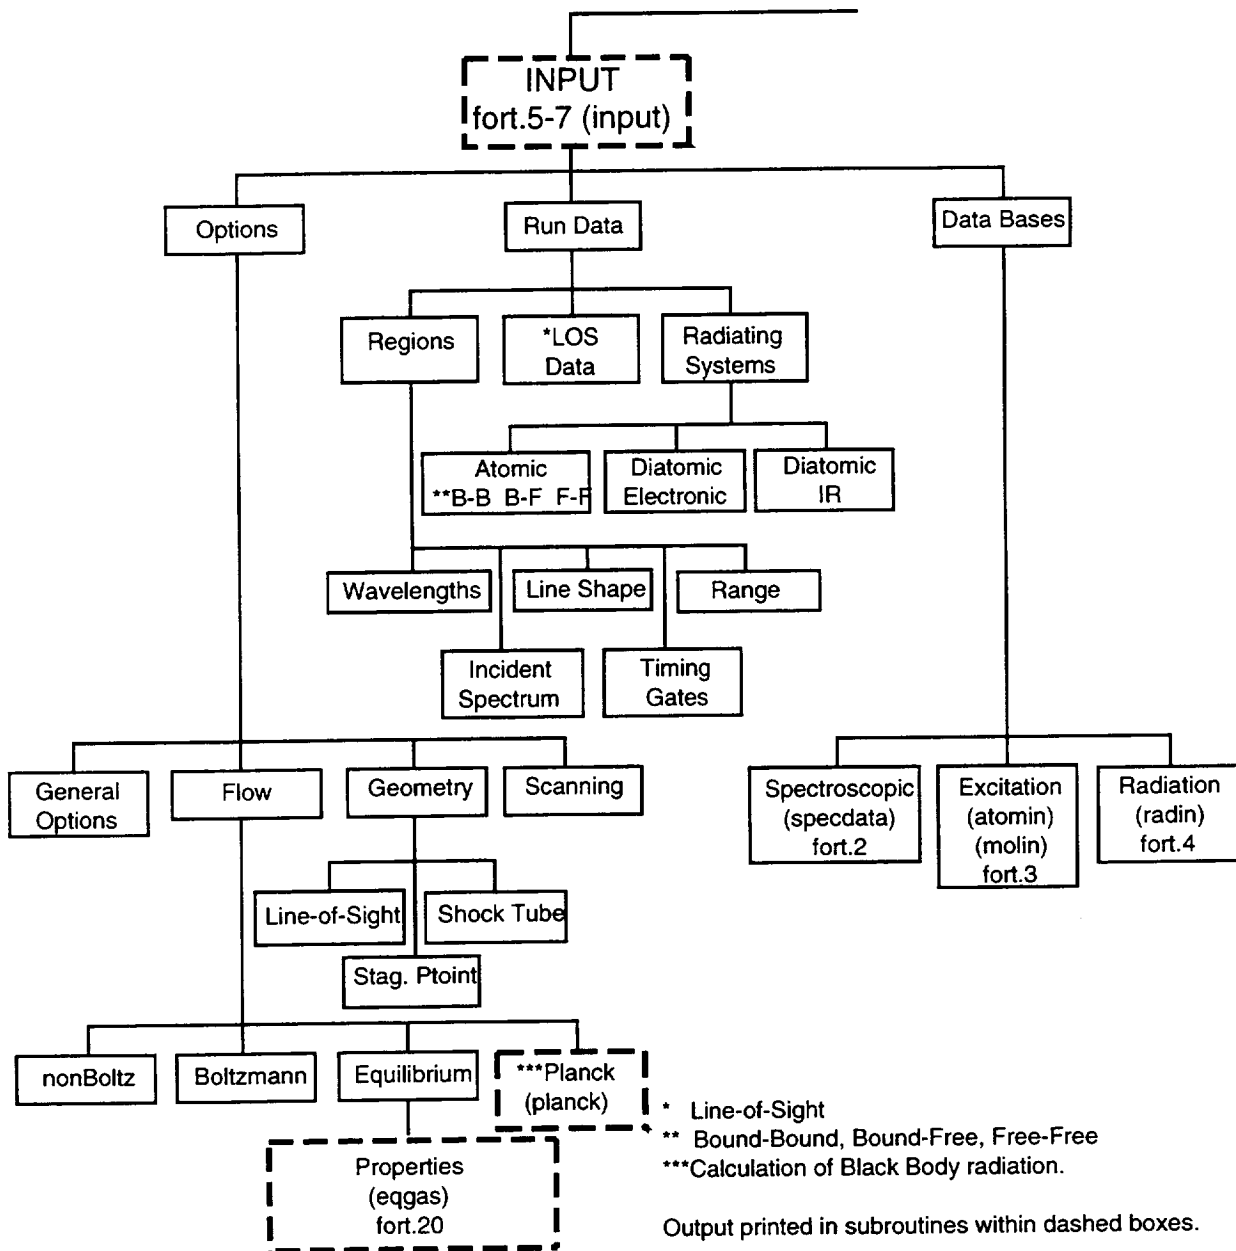 INPUT
fort.5-7 (input)
Options
Run Data
Data Bases
Regions
*LOS
Data
Radiating
Systems
Atomic
**B-B B-F F-F
Diatomic
Electronic
Diatomic
IR
Wavelengths
Line Shape
Range
Incident
Spectrum
Timing
Gates
General
Options
Flow
Geometry
Scanning
Spectroscopic
(specdata)
fort.2
Excitation
(atomin)
(molin)
fort.3
Radiation
(radin)
fort.4
Line-of-Sight
Shock Tube
Stag. Ptoint
nonBoltz
Boltzmann
Equilibrium
***Planck
(planck)
Properties
(eqgas)
fort.20
* Line-of-Sight
** Bound-Bound, Bound-Free, Free-Free
***Calculation of Black Body radiation.
Output printed in subroutines within dashed boxes.